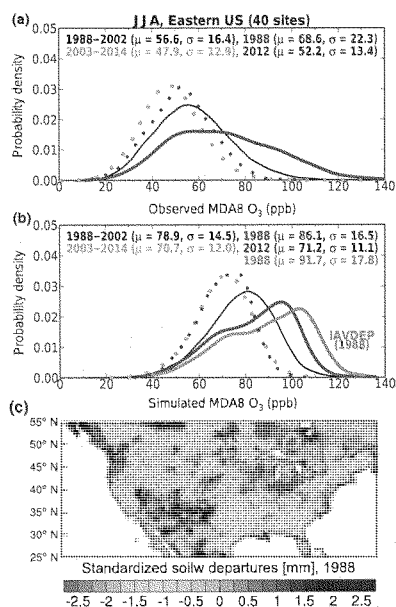 JJA, Eastern US (40 sites)
(a)
0.05
0.04
0.03
0.02
0.01
0.00
Probability density
1988−2002 (μ = 56.6, σ = 16.4), 1988 (μ = 68.6, σ = 22.3)
2003−2014 (μ = 47.9, σ = 12.9), 2012 (μ = 52.2, σ = 13.4)
0 20 40 60 80 100 120 140
Observed MDA8 O₃ (ppb)
(b)
0.05
0.04
0.03
0.02
0.01
0.00
Probability density
1988−2002 (μ = 78.9, σ = 14.5), 1988 (μ = 86.1, σ = 16.5)
2003−2014 (μ = 70.7, σ = 12.0), 2012 (μ = 71.2, σ = 11.1)
1988 (μ = 91.7, σ = 17.8)
IAVDEP
(1988)
0 20 40 60 80 100 120 140
Simulated MDA8 O₃ (ppb)
(c)
55° N
50° N
45° N
40° N
35° N
30° N
25° N
Standardized soilw departures [mm], 1988
-2.5 -2 -1.5 -1 -0.5 0 0.5 1 1.5 2 2.5